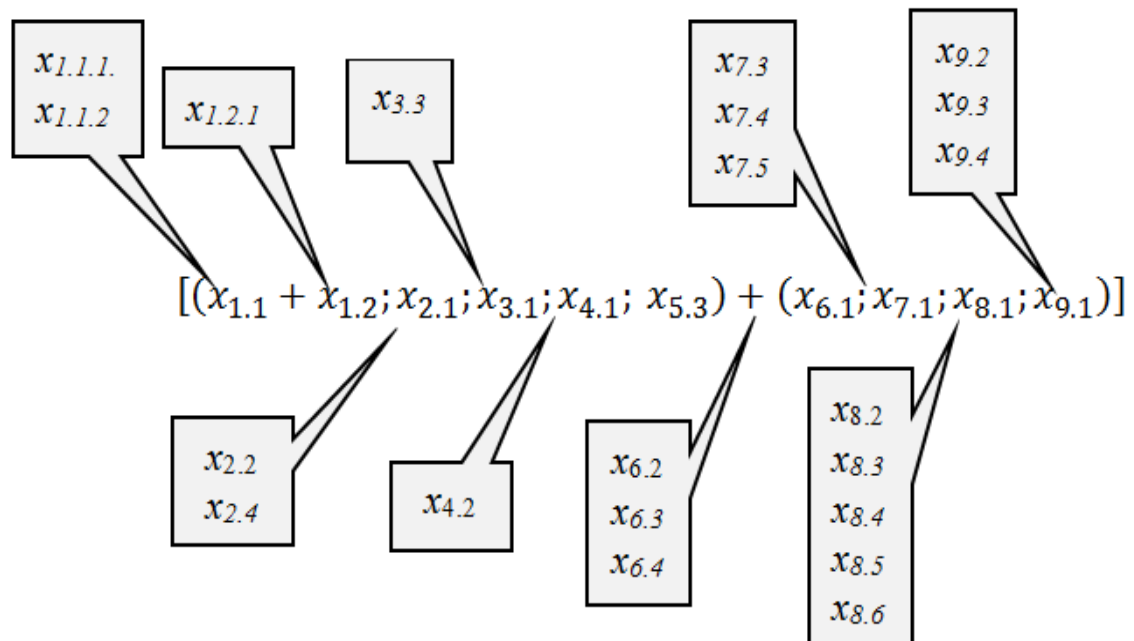 x1.1.1.
x1.1.2
x1.2.1
x3.3
x7.3
x7.4
x7.5
x9.2
x9.3
x9.4
[(x1.1 + x1.2; x2.1; x3.1; x4.1; x5.3) + (x6.1; x7.1; x8.1; x9.1)]
x2.2
x2.4
x4.2
x6.2
x6.3
x6.4
x8.2
x8.3
x8.4
x8.5
x8.6